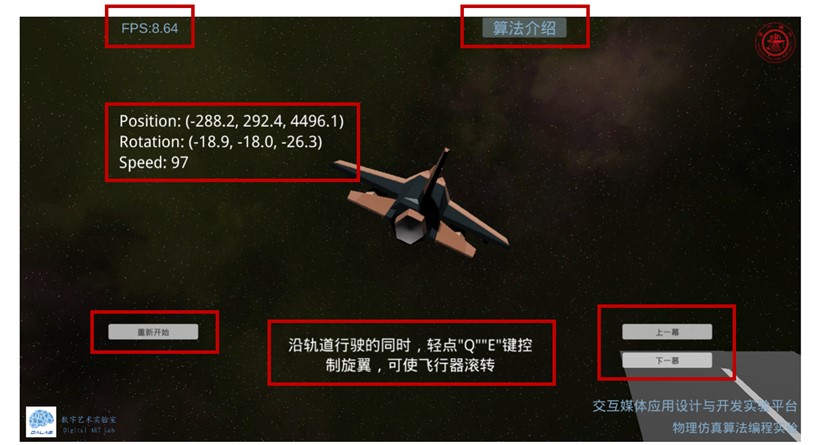 FPS:8.64
算法介绍
Position: (-288.2, 292.4, 4496.1)
Rotation: (-18.9, -18.0, -26.3)
Speed: 97
重新开始
沿轨道行驶的同时，轻点"Q""E"键控
制旋翼，可使飞行器滚转
上一幕
下一幕
交互媒体应用设计与开发实验平台
物理仿真算法编程实验
数字艺术实验室
Digital ART Lab
DALAB